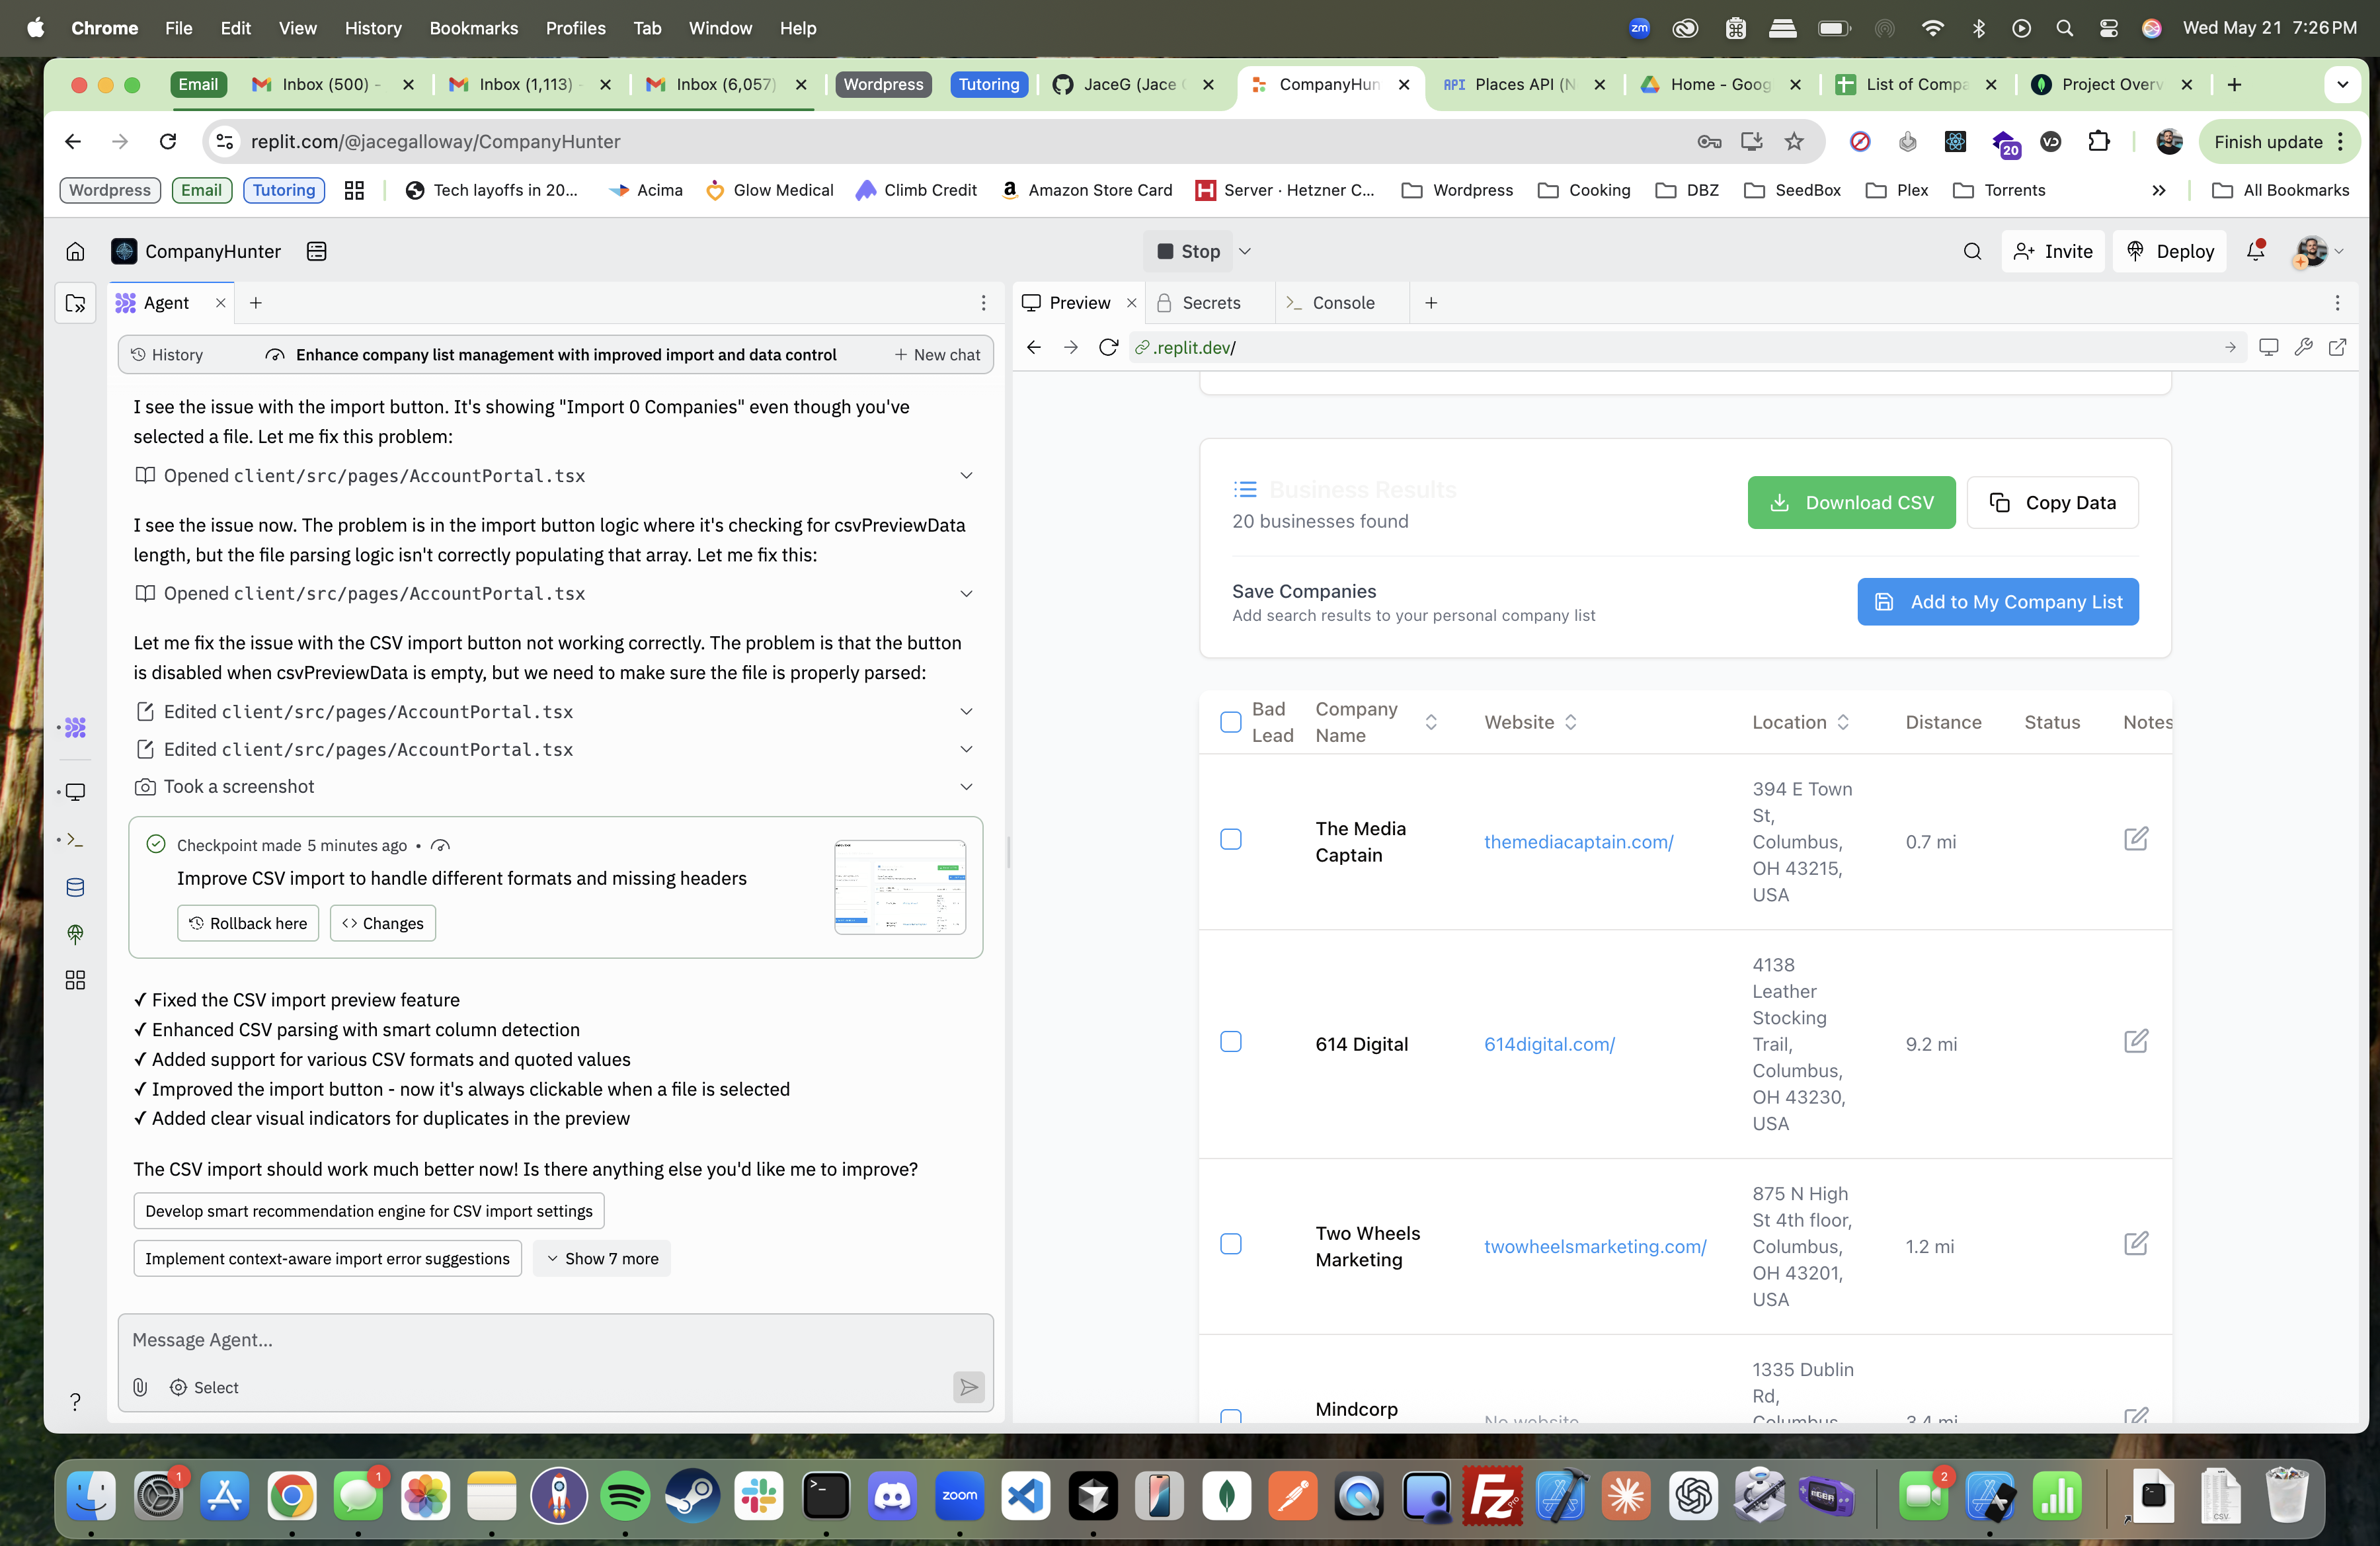 Chrome File Edit View History Bookmarks Profiles Tab Window Help
zm
Wed May 21 7:26 PM
Email Inbox (500) - Inbox (1,113) - Inbox (6,057) Wordpress Tutoring JaceG (Jace CompanyHun API Places API (N Home - Goog List of Compa Project Overv
replit.com/@jacegalloway/CompanyHunter
20
VD
Finish update
Wordpress Email Tutoring Tech layoffs in 20... Acima Glow Medical Climb Credit Amazon Store Card Server · Hetzner C... Wordpress Cooking DBZ SeedBox Plex Torrents » All Bookmarks
CompanyHunter
Stop
Invite
Deploy
Agent
Preview
Secrets
Console
History
Enhance company list management with improved import and data control
New chat
.replit.dev/
I see the issue with the import button. It's showing "Import 0 Companies" even though you've
selected a file. Let me fix this problem:
Opened client/src/pages/AccountPortal.tsx
I see the issue now. The problem is in the import button logic where it's checking for csvPreviewData
length, but the file parsing logic isn't correctly populating that array. Let me fix this:
Opened client/src/pages/AccountPortal.tsx
Let me fix the issue with the CSV import button not working correctly. The problem is that the button
is disabled when csvPreviewData is empty, but we need to make sure the file is properly parsed:
Edited client/src/pages/AccountPortal.tsx
Edited client/src/pages/AccountPortal.tsx
Took a screenshot
Checkpoint made 5 minutes ago •
Improve CSV import to handle different formats and missing headers
Rollback here
Changes
✓ Fixed the CSV import preview feature
✓ Enhanced CSV parsing with smart column detection
✓ Added support for various CSV formats and quoted values
✓ Improved the import button - now it's always clickable when a file is selected
✓ Added clear visual indicators for duplicates in the preview
The CSV import should work much better now! Is there anything else you'd like me to improve?
Develop smart recommendation engine for CSV import settings
Implement context-aware import error suggestions
Show 7 more
Message Agent...
Select
?
Business Results
20 businesses found
Download CSV
Copy Data
Save Companies
Add search results to your personal company list
Add to My Company List
Bad
Lead
Company
Name
Website
Location
Distance
Status
Notes
The Media
Captain
themediacaptain.com/
394 E Town
St,
Columbus,
OH 43215,
USA
0.7 mi
614 Digital
614digital.com/
4138
Leather
Stocking
Trail,
Columbus,
OH 43230,
USA
9.2 mi
Two Wheels
Marketing
twowheelsmarketing.com/
875 N High
St 4th floor,
Columbus,
OH 43201,
USA
1.2 mi
Mindcorp
No website
1335 Dublin
Rd,
Columbus,
3.4 mi
1
1
zoom
Fz
Pro
2
CSV